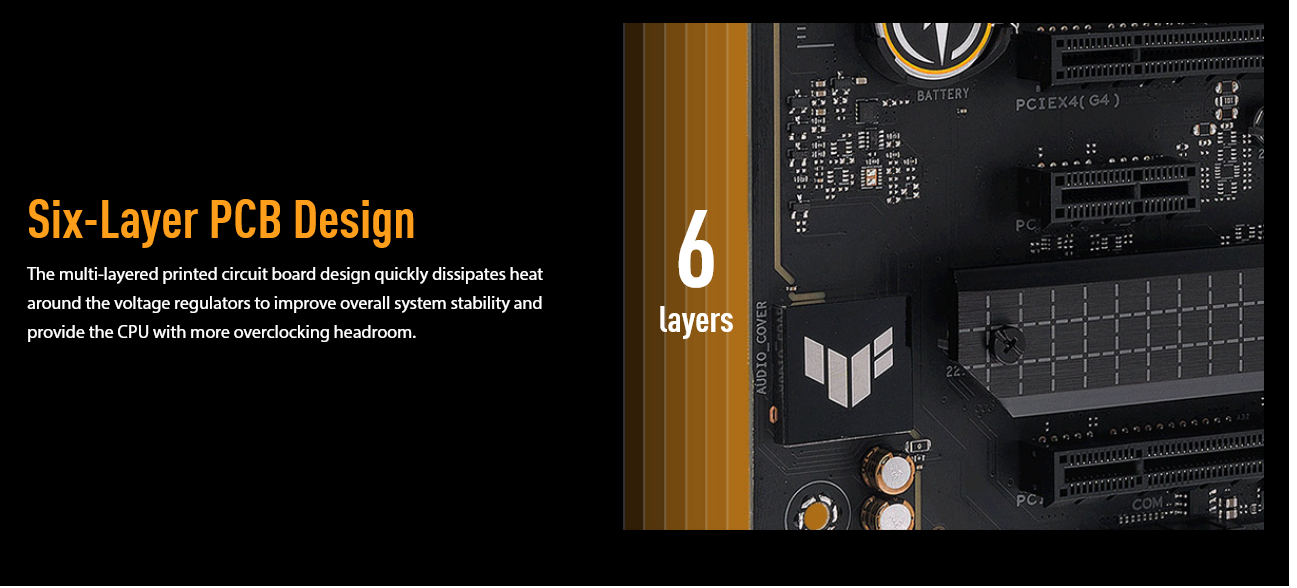 Six-Layer PCB Design
The multi-layered printed circuit board design quickly dissipates heat
around the voltage regulators to improve overall system stability and
provide the CPU with more overclocking headroom.
6
layers
BATTERY
PCIEX4(G4)
AUDIO_COVER
COM